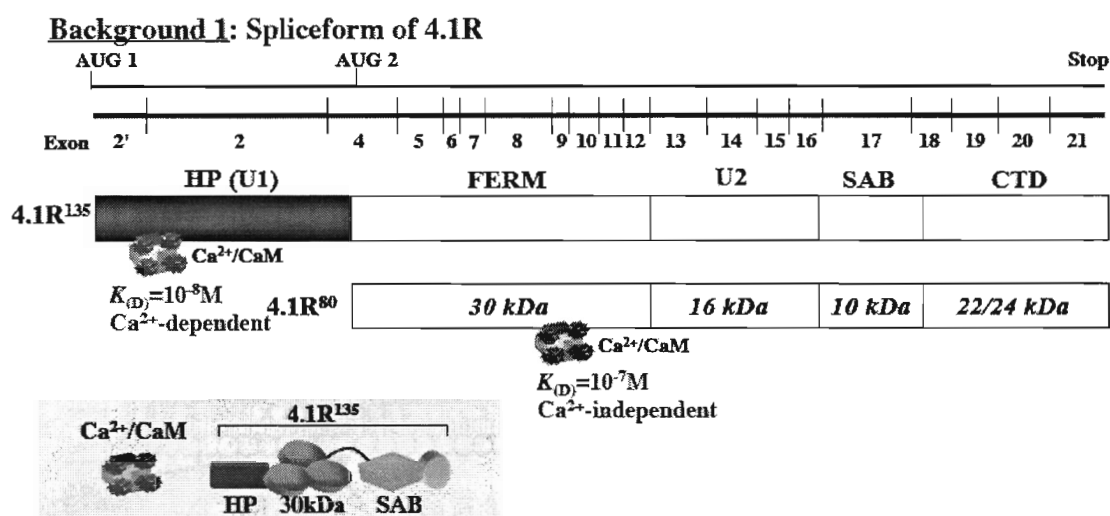 Background 1: Spliceform of 4.1R
AUG 1 AUG 2 Stop
Exon 2' 2 4 5 6 7 8 9 10 11 12 13 14 15 16 17 18 19 20 21
HP (U1) FERM U2 SAB CTD
4.1R¹³⁵
Ca²⁺/CaM
K(D)=10⁻⁸M
Ca²⁺-dependent
4.1R⁸⁰ 30 kDa 16 kDa 10 kDa 22/24 kDa
Ca²⁺/CaM
K(D)=10⁻⁷M
Ca²⁺-independent
4.1R¹³⁵
Ca²⁺/CaM
HP 30kDa SAB